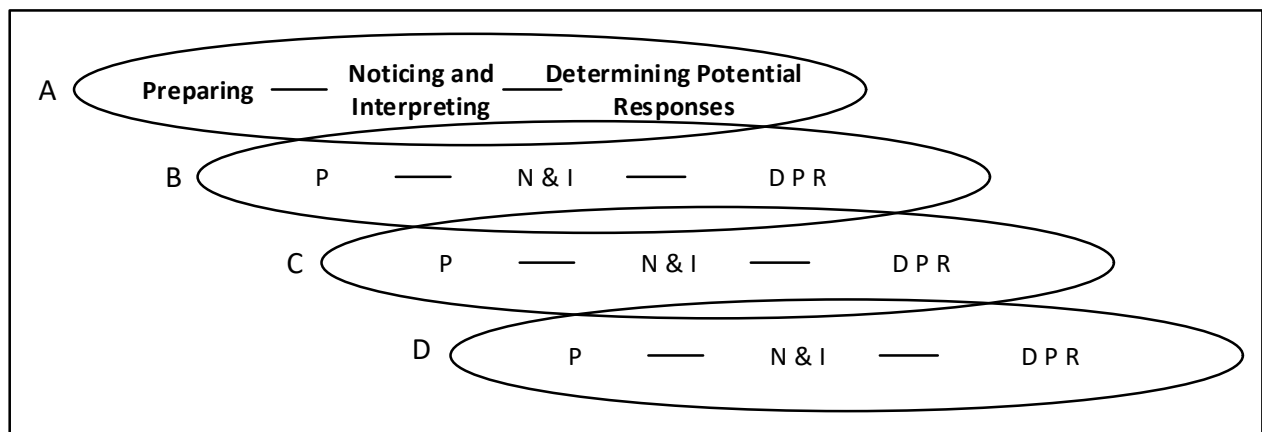 A Preparing — Noticing and Interpreting — Determining Potential Responses
B P — N & I — D P R
C P — N & I — D P R
D P — N & I — D P R